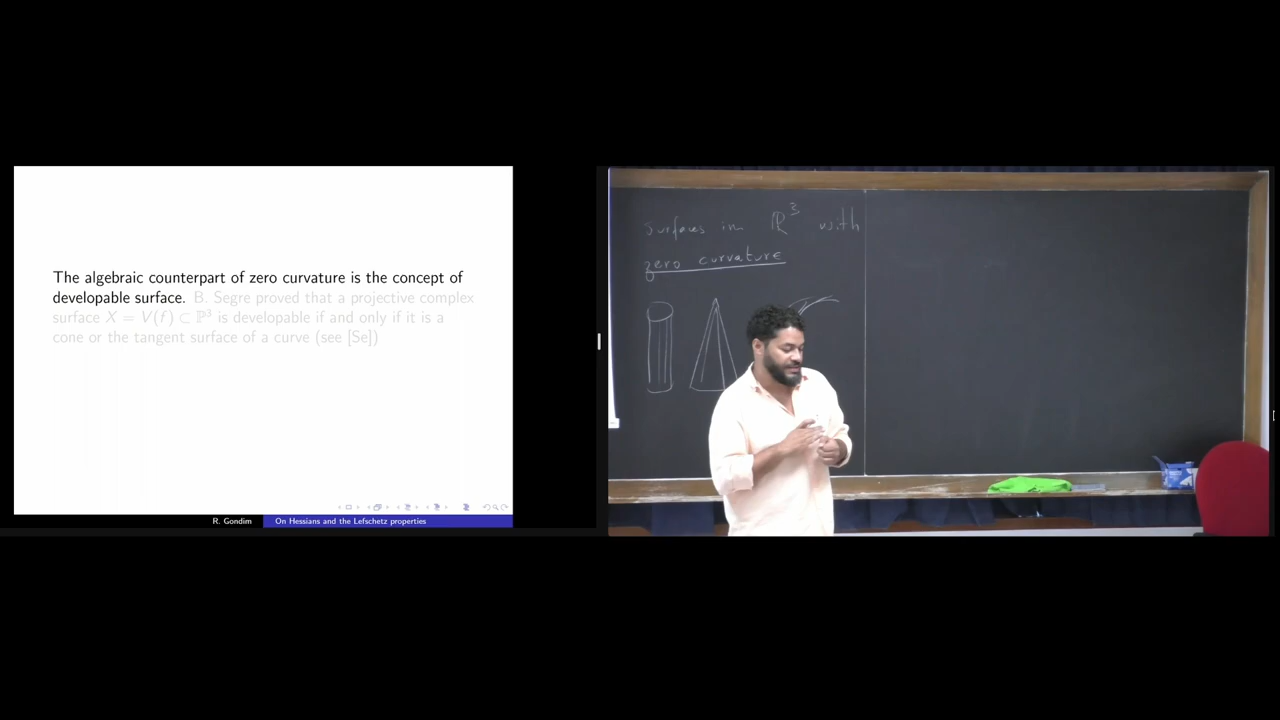 The algebraic counterpart of zero curvature is the concept of
developable surface. B. Segre proved that a projective complex
surface X = V(f) ⊂ ℙ³ is developable if and only if it is a
cone or the tangent surface of a curve (see [Se])
R. Gondim On Hessians and the Lefschetz properties
surfaces in ℝ³ with
zero curvature